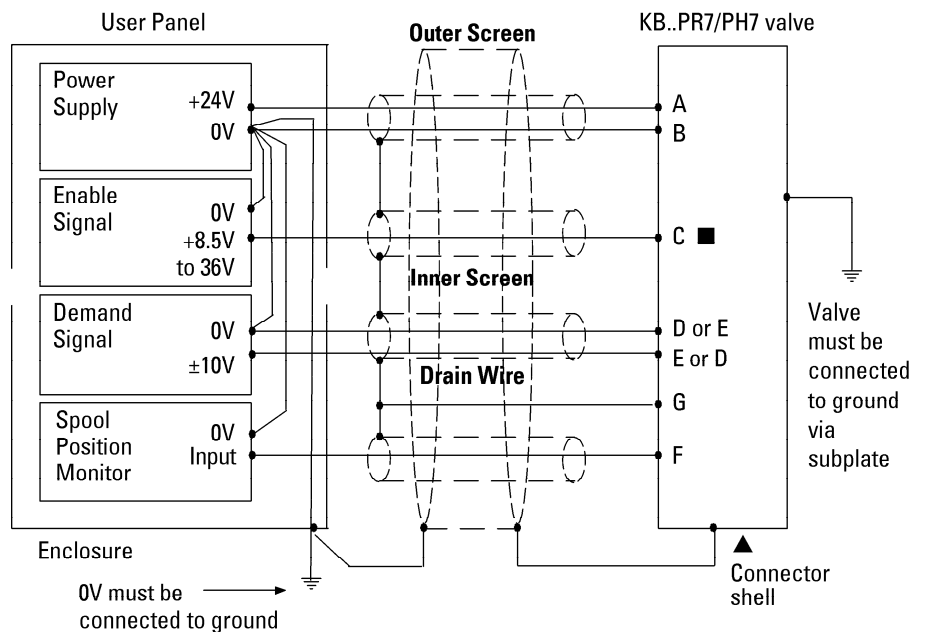 User Panel
Outer Screen
KB..PR7/PH7 valve
Power
Supply
+24V
0V
A
B
Enable
Signal
0V
+8.5V
to 36V
C ■
Inner Screen
Demand
Signal
0V
±10V
D or E
E or D
Drain Wire
G
Spool
Position
Monitor
0V
Input
F
Valve
must be
connected
to ground
via
subplate
Enclosure
▲
Connector
shell
0V must be
connected to ground